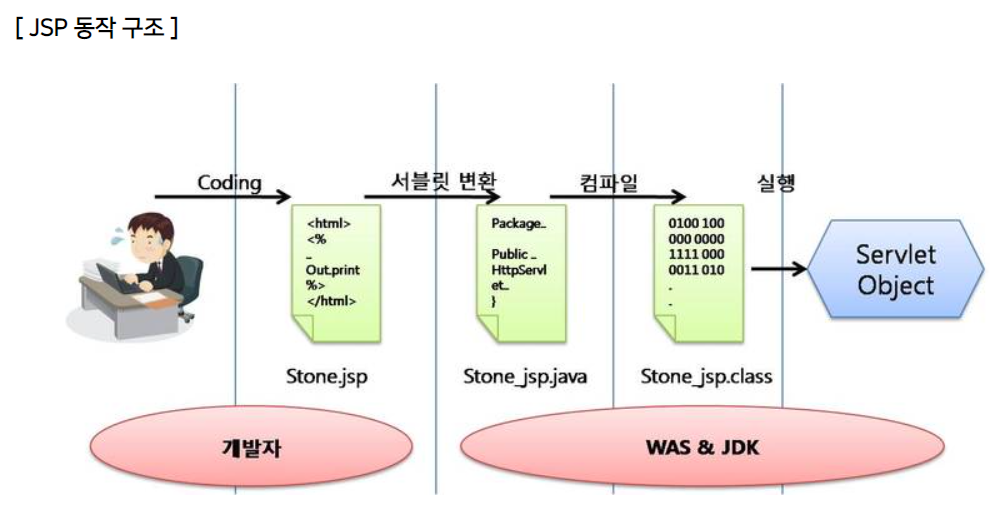 [ JSP 동작 구조 ]
Coding
서블릿 변환
컴파일
실행
<html>
<%
_
Out.print
%>
</html>
Package_
Public _
HttpServl
et_
}
0100 100
000 0000
1111 000
0011 010
.
.
Servlet
Object
Stone.jsp
Stone_jsp.java
Stone_jsp.class
개발자
WAS & JDK